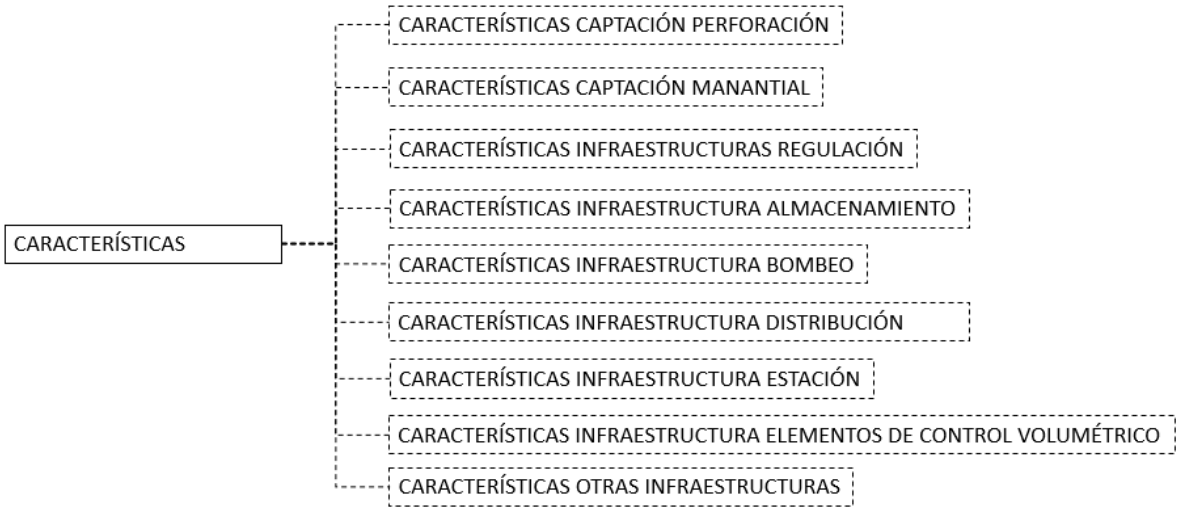 CARACTERÍSTICAS CAPTACIÓN PERFORACIÓN
CARACTERÍSTICAS CAPTACIÓN MANANTIAL
CARACTERÍSTICAS INFRAESTRUCTURAS REGULACIÓN
CARACTERÍSTICAS INFRAESTRUCTURA ALMACENAMIENTO
CARACTERÍSTICAS
CARACTERÍSTICAS INFRAESTRUCTURA BOMBEO
CARACTERÍSTICAS INFRAESTRUCTURA DISTRIBUCIÓN
CARACTERÍSTICAS INFRAESTRUCTURA ESTACIÓN
CARACTERÍSTICAS INFRAESTRUCTURA ELEMENTOS DE CONTROL VOLUMÉTRICO
CARACTERÍSTICAS OTRAS INFRAESTRUCTURAS